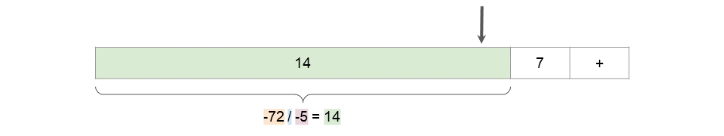 14 7 +
-72 / -5 = 14